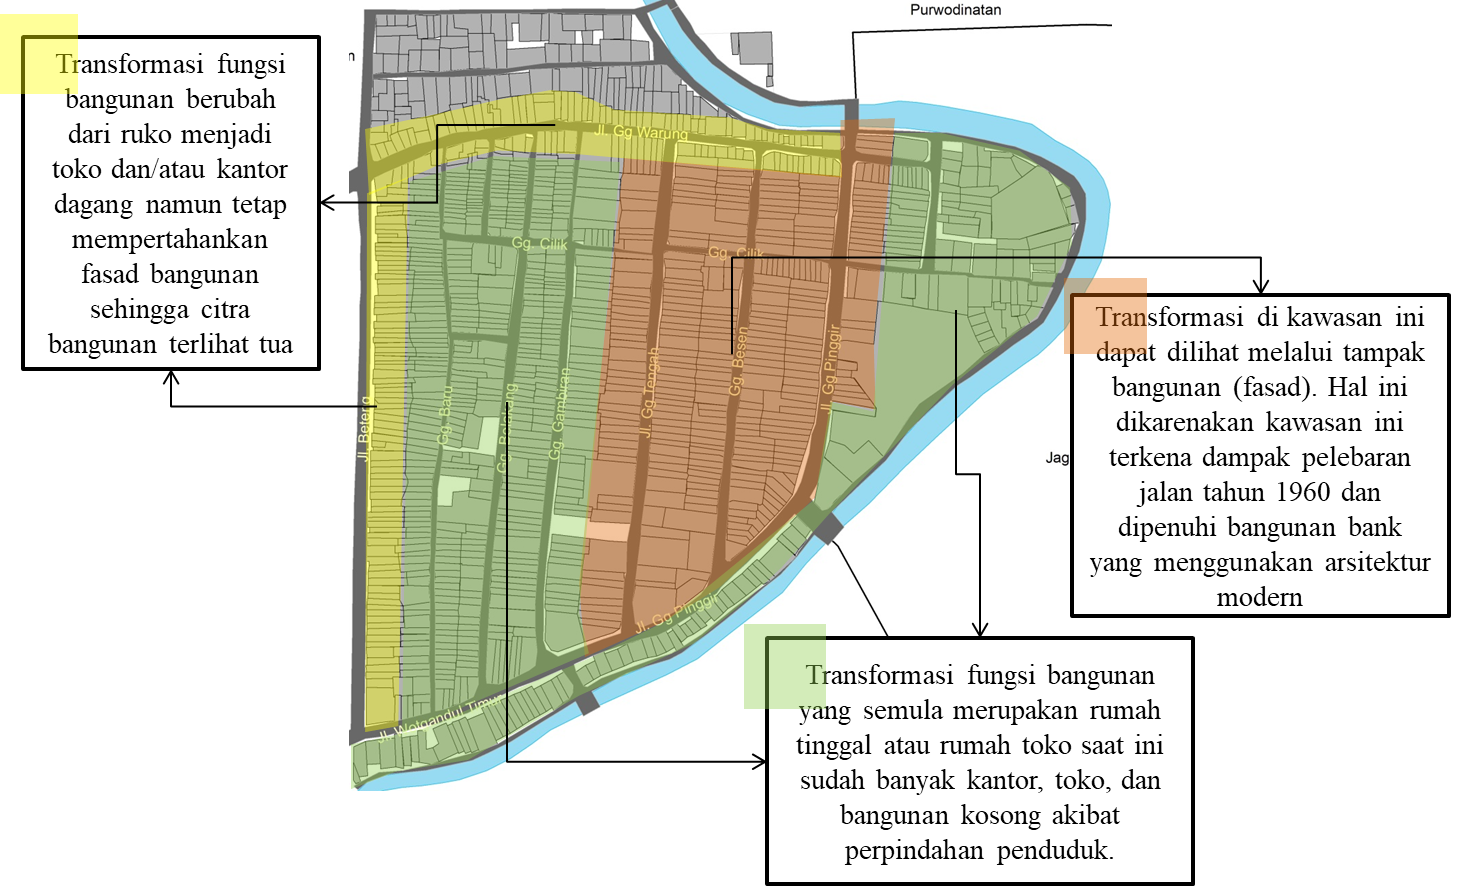 Purwodinatan
n
Transformasi fungsi
bangunan berubah
dari ruko menjadi
toko dan/atau kantor
dagang namun tetap
mempertahankan
fasad bangunan
sehingga citra
bangunan terlihat tua
Jl. Gg Warung
Gg. Cilik
Gg. Cilik
Jl. Beteng
Gg. Baru
Gg. Gambiran
Jl. Gg Tengah
Gg. Besen
Jl. Gg Pinggir
Jl. Gg Pinggir
Jl. Wotgandul Timur
Jag
Transformasi di kawasan ini
dapat dilihat melalui tampak
bangunan (fasad). Hal ini
dikarenakan kawasan ini
terkena dampak pelebaran
jalan tahun 1960 dan
dipenuhi bangunan bank
yang menggunakan arsitektur
modern
Transformasi fungsi bangunan
yang semula merupakan rumah
tinggal atau rumah toko saat ini
sudah banyak kantor, toko, dan
bangunan kosong akibat
perpindahan penduduk.